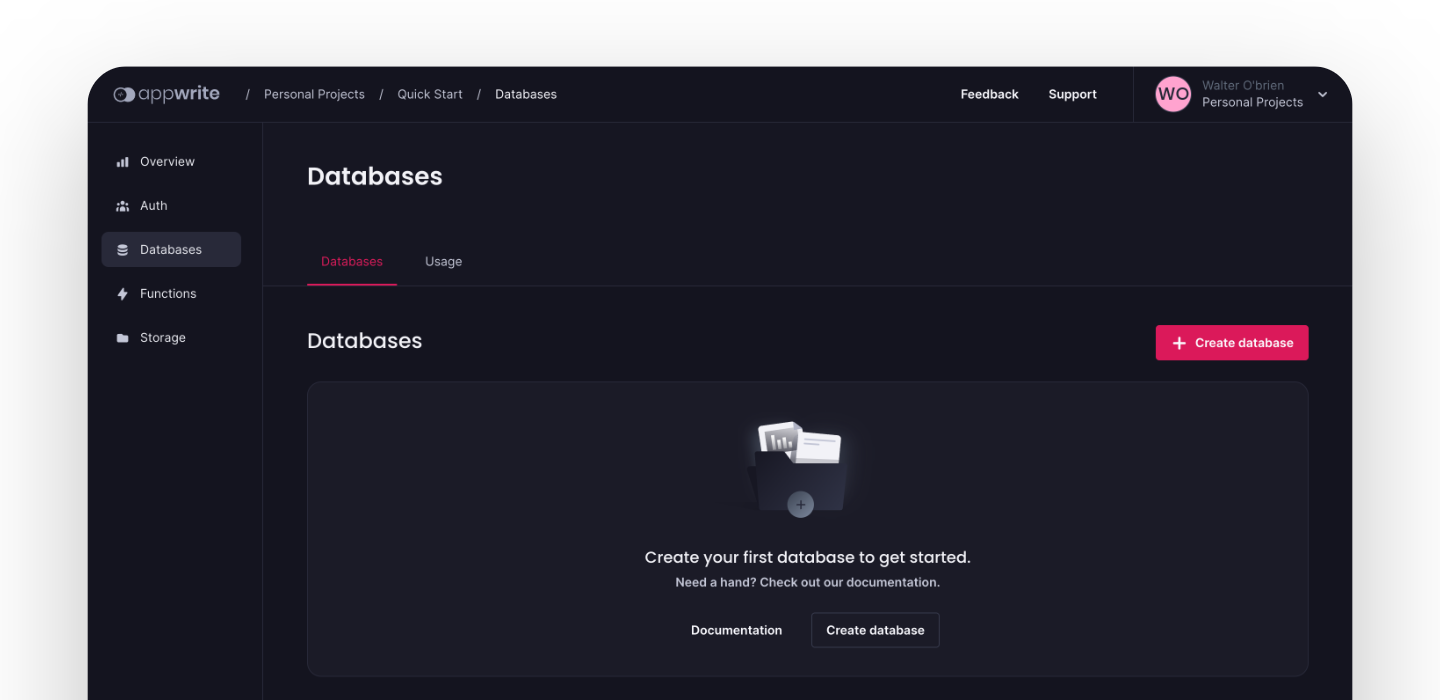 appwrite / Personal Projects / Quick Start / Databases
Feedback Support
WO Walter O'brien
Personal Projects
Overview
Auth
Databases
Functions
Storage
Databases
Databases Usage
Databases
Create database
Create your first database to get started.
Need a hand? Check out our documentation.
Documentation Create database